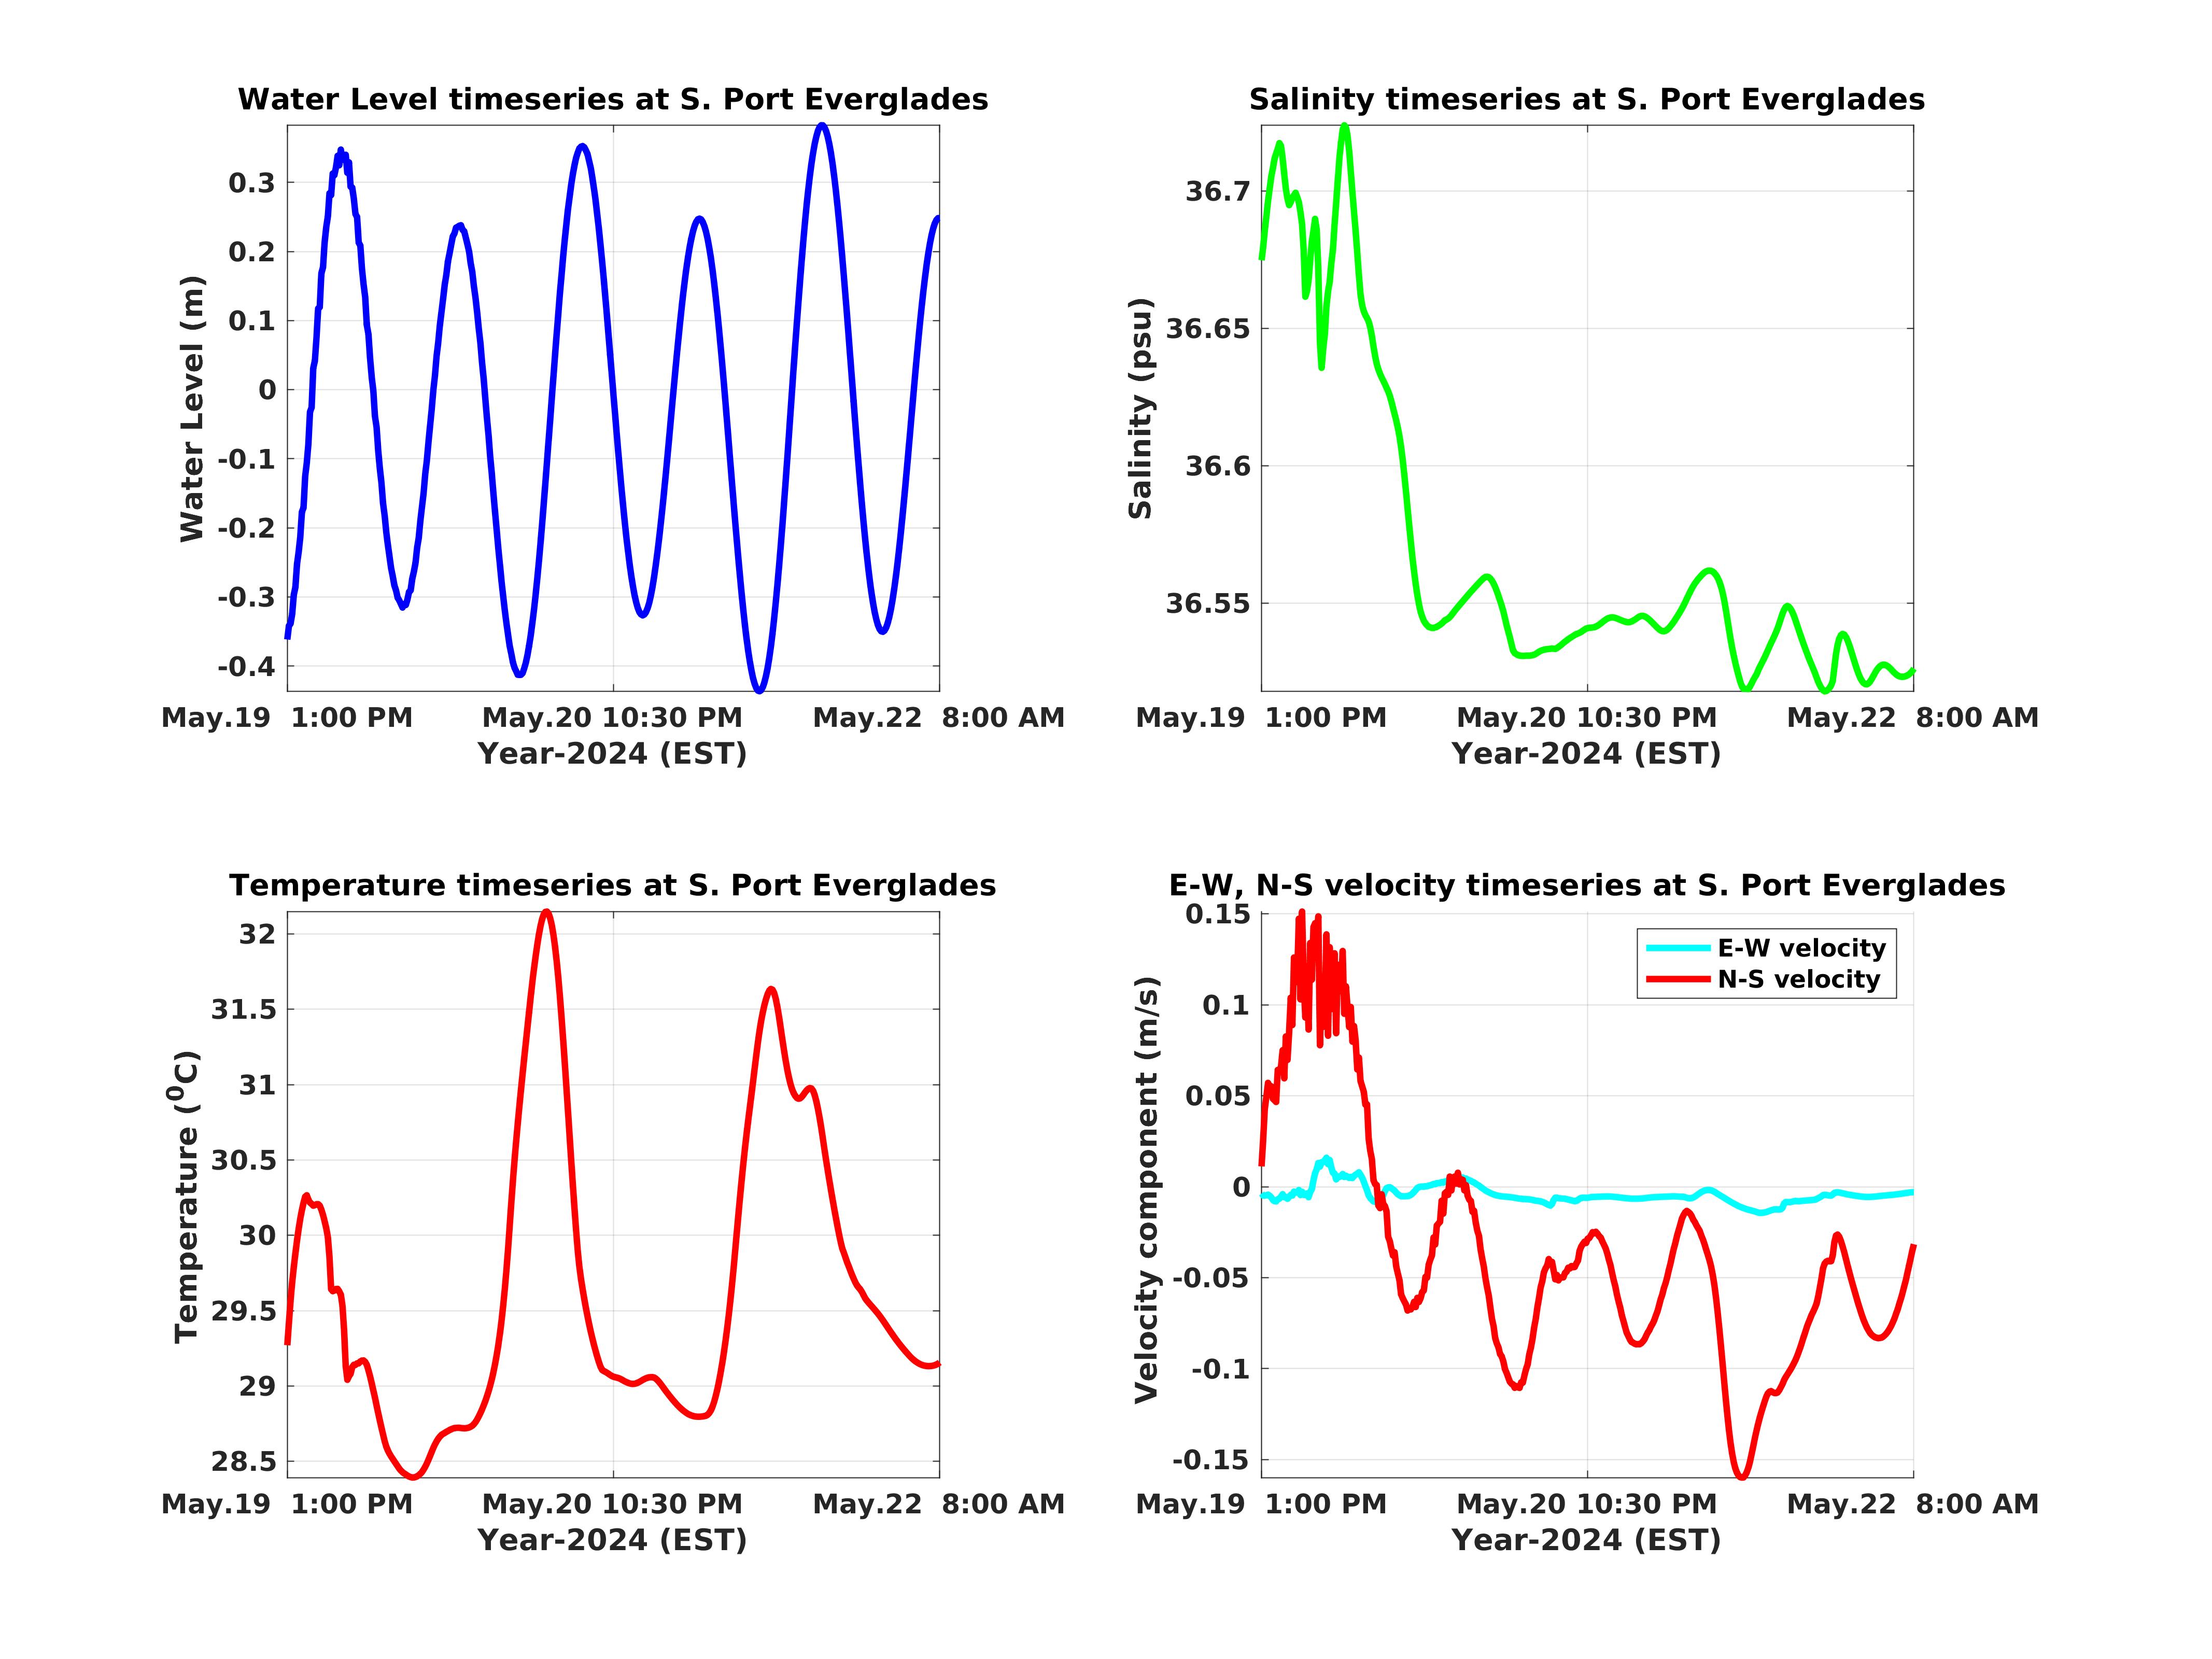 Water Level timeseries at S. Port Everglades
Water Level (m)
0.3
0.2
0.1
0
-0.1
-0.2
-0.3
-0.4
May.19 1:00 PM
May.20 10:30 PM
May.22 8:00 AM
Year-2024 (EST)
Salinity timeseries at S. Port Everglades
Salinity (psu)
36.7
36.65
36.6
36.55
May.19 1:00 PM
May.20 10:30 PM
May.22 8:00 AM
Year-2024 (EST)
Temperature timeseries at S. Port Everglades
Temperature (⁰C)
32
31.5
31
30.5
30
29.5
29
28.5
May.19 1:00 PM
May.20 10:30 PM
May.22 8:00 AM
Year-2024 (EST)
E-W, N-S velocity timeseries at S. Port Everglades
Velocity component (m/s)
0.15
0.1
0.05
0
-0.05
-0.1
-0.15
E-W velocity
N-S velocity
May.19 1:00 PM
May.20 10:30 PM
May.22 8:00 AM
Year-2024 (EST)